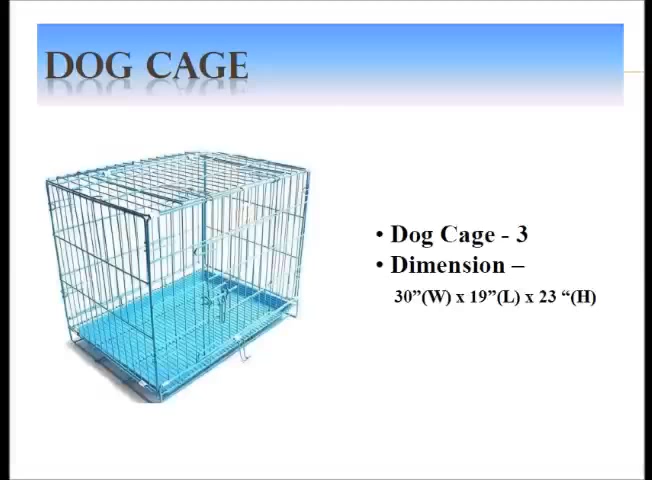 DOG CAGE
• Dog Cage - 3
• Dimension –
30”(W) x 19”(L) x 23 “(H)